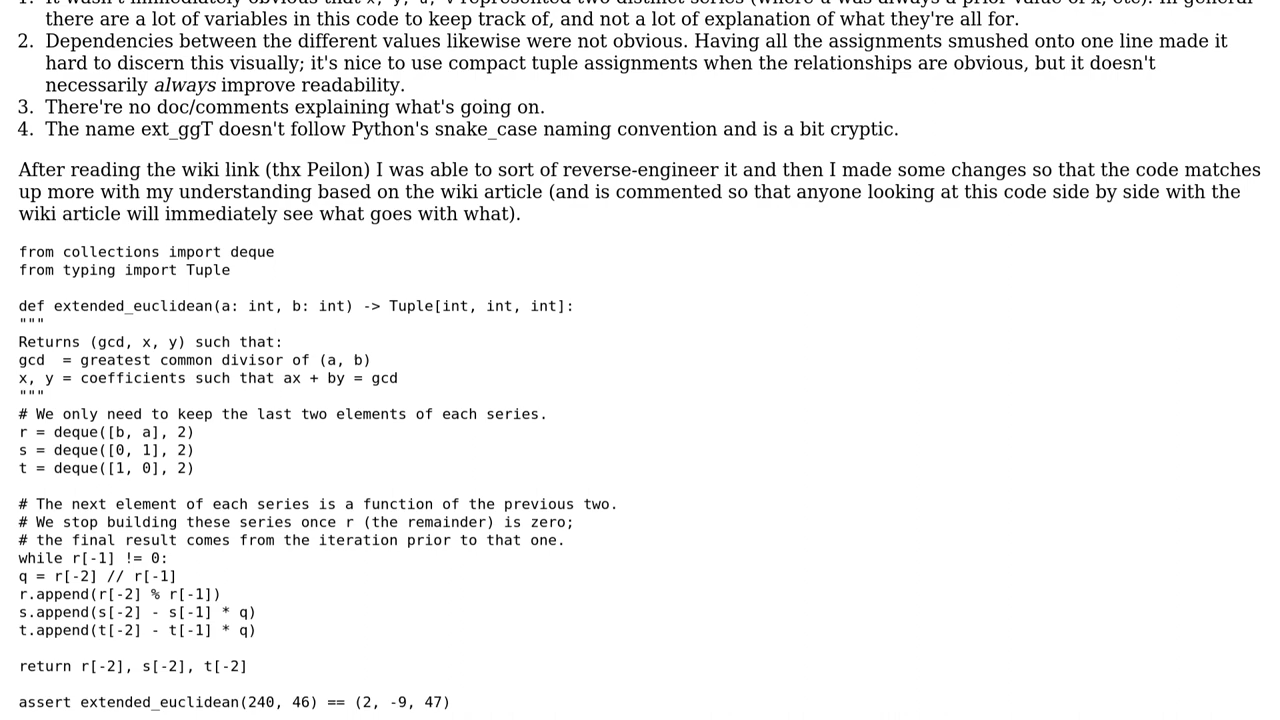 there are a lot of variables in this code to keep track of, and not a lot of explanation of what they're all for.
2. Dependencies between the different values likewise were not obvious. Having all the assignments smushed onto one line made it
hard to discern this visually; it's nice to use compact tuple assignments when the relationships are obvious, but it doesn't
necessarily always improve readability.
3. There're no doc/comments explaining what's going on.
4. The name ext_ggT doesn't follow Python's snake_case naming convention and is a bit cryptic.
After reading the wiki link (thx Peilon) I was able to sort of reverse-engineer it and then I made some changes so that the code matches
up more with my understanding based on the wiki article (and is commented so that anyone looking at this code side by side with the
wiki article will immediately see what goes with what).
from collections import deque
from typing import Tuple
def extended_euclidean(a: int, b: int) -> Tuple[int, int, int]:
"""
Returns (gcd, x, y) such that:
gcd  = greatest common divisor of (a, b)
x, y = coefficients such that ax + by = gcd
"""
# We only need to keep the last two elements of each series.
r = deque([b, a], 2)
s = deque([0, 1], 2)
t = deque([1, 0], 2)
# The next element of each series is a function of the previous two.
# We stop building these series once r (the remainder) is zero;
# the final result comes from the iteration prior to that one.
while r[-1] != 0:
q = r[-2] // r[-1]
r.append(r[-2] % r[-1])
s.append(s[-2] - s[-1] * q)
t.append(t[-2] - t[-1] * q)
return r[-2], s[-2], t[-2]
assert extended_euclidean(240, 46) == (2, -9, 47)